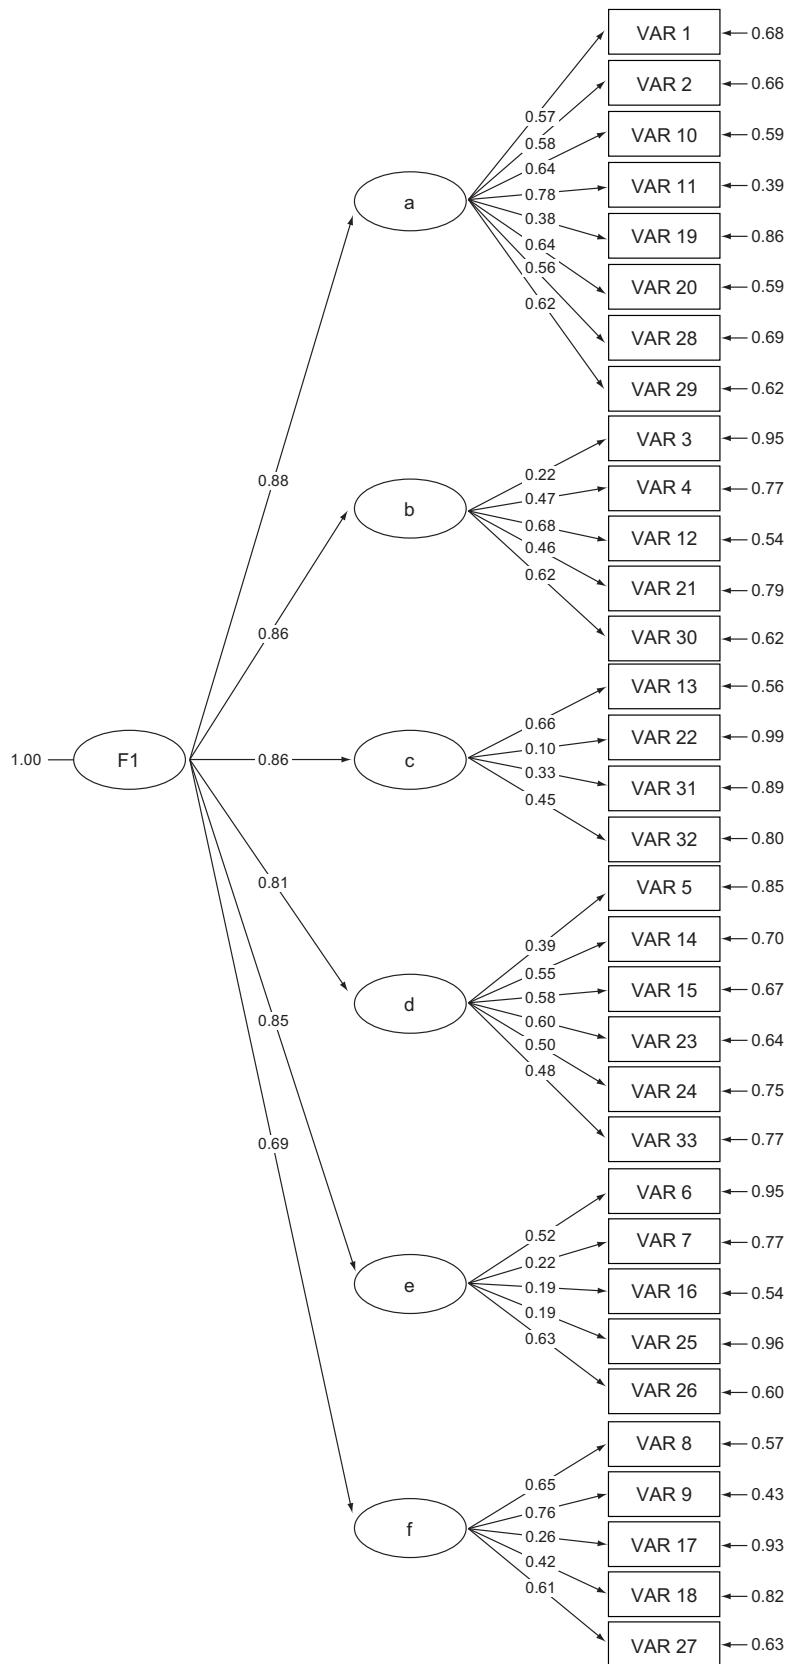 VAR 1 0.68
VAR 2 0.66
0.57
VAR 10 0.59
0.58
0.64
VAR 11 0.39
0.78
a
0.38
VAR 19 0.86
0.64
0.56
VAR 20 0.59
0.62
VAR 28 0.69
VAR 29 0.62
VAR 3 0.95
0.22
0.88
VAR 4 0.77
0.47
b
0.68
VAR 12 0.54
0.46
0.62
VAR 21 0.79
0.86
VAR 30 0.62
VAR 13 0.56
0.66
VAR 22 0.99
0.10
1.00 F1 0.86 c
0.33
VAR 31 0.89
0.45
VAR 32 0.80
0.81
VAR 5 0.85
VAR 14 0.70
0.39
0.55
VAR 15 0.67
0.58
d
0.85
0.60
VAR 23 0.64
0.50
0.48
VAR 24 0.75
VAR 33 0.77
0.69
VAR 6 0.95
0.52
VAR 7 0.77
0.22
e
0.19
VAR 16 0.54
0.19
0.63
VAR 25 0.96
VAR 26 0.60
VAR 8 0.57
0.65
VAR 9 0.43
0.76
f
0.26
VAR 17 0.93
0.42
0.61
VAR 18 0.82
VAR 27 0.63